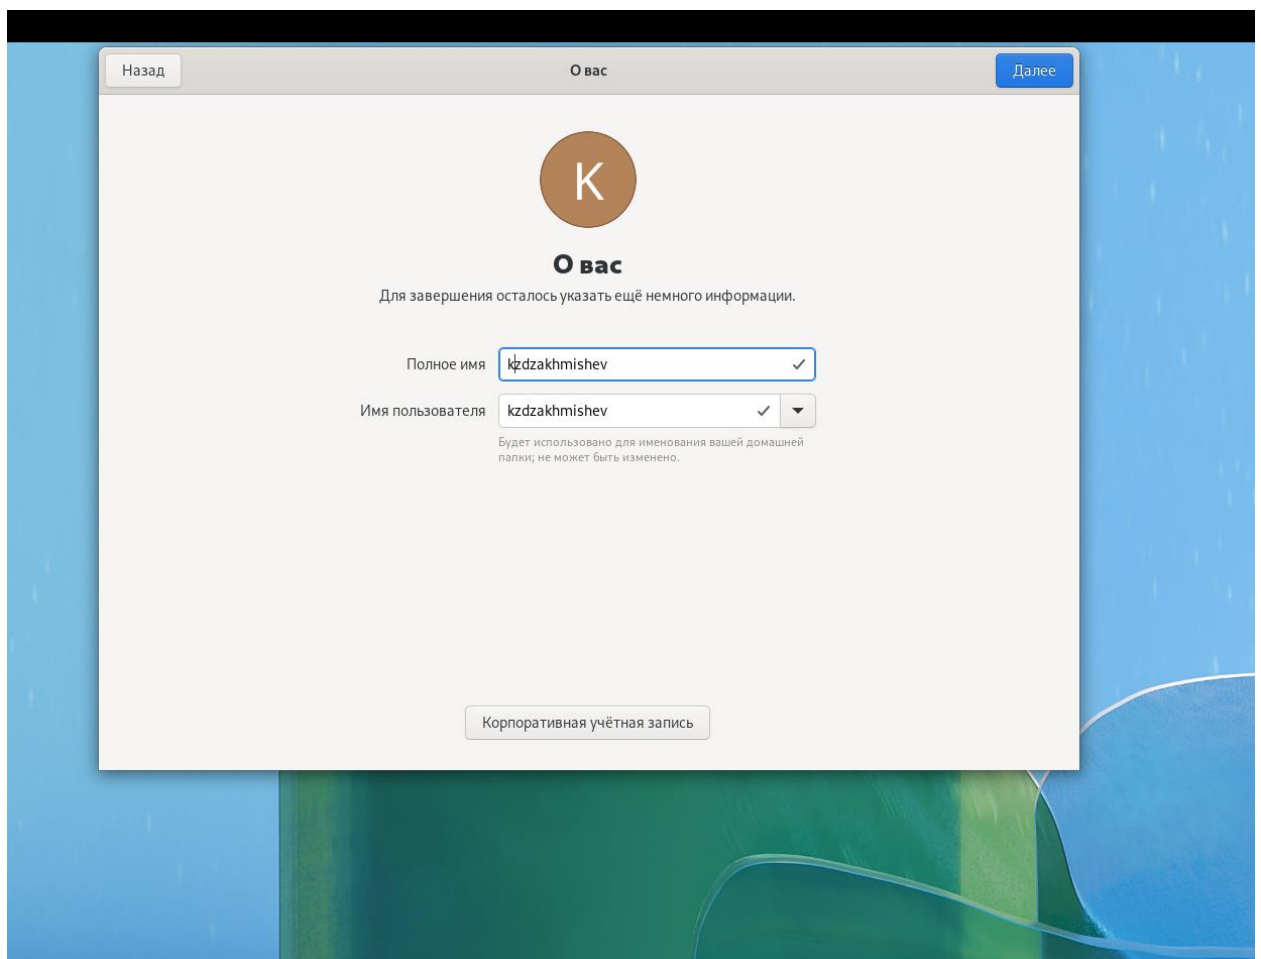 Назад
О вас
Далее
K
О вас
Для завершения осталось указать ещё немного информации.
Полное имя
kzdzakhmishev
Имя пользователя
kzdzakhmishev
Будет использовано для именования вашей домашней
папки; не может быть изменено.
Корпоративная учётная запись